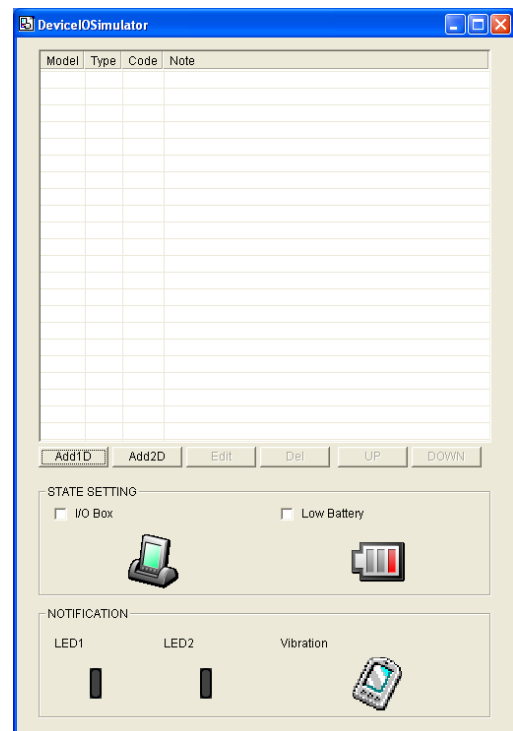 DeviceIOSimulator
Model Type Code Note
Add1D Add2D Edit Del UP DOWN
STATE SETTING
I/O Box Low Battery
NOTIFICATION
LED1 LED2 Vibration